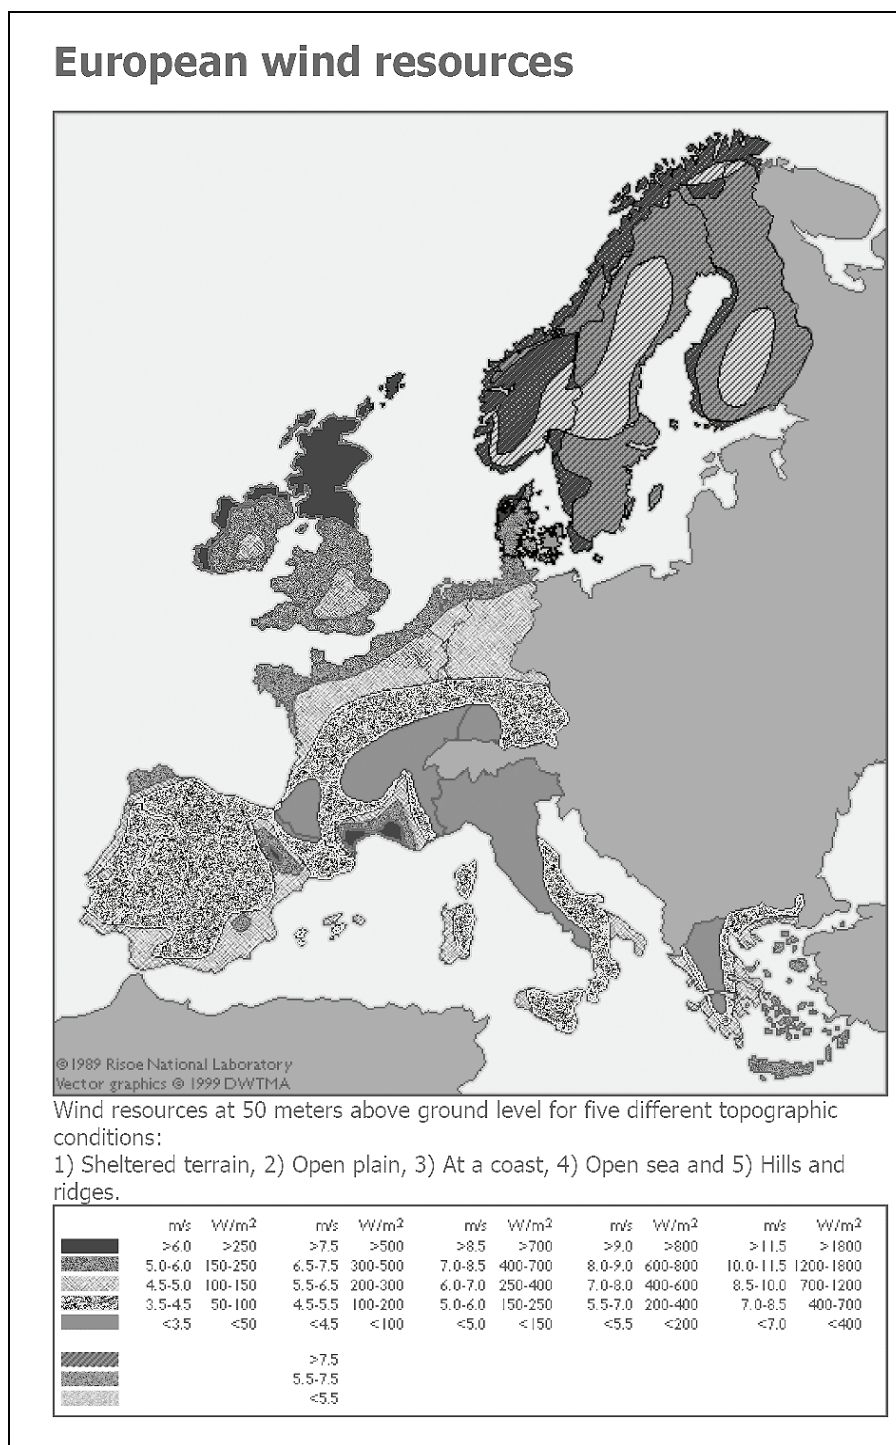 European wind resources
©1989 Risoe National Laboratory
Vector graphics © 1999 DWTMA
Wind resources at 50 meters above ground level for five different topographic
conditions:
1) Sheltered terrain, 2) Open plain, 3) At a coast, 4) Open sea and 5) Hills and
ridges.
m/s W/m² m/s W/m² m/s W/m² m/s W/m² m/s W/m²
>6.0 >250 >7.5 >500 >8.5 >700 >9.0 >800 >11.5 >1800
5.0-6.0 150-250 6.5-7.5 300-500 7.0-8.5 400-700 8.0-9.0 600-800 10.0-11.5 1200-1800
4.5-5.0 100-150 5.5-6.5 200-300 6.0-7.0 250-400 7.0-8.0 400-600 8.5-10.0 700-1200
3.5-4.5 50-100 4.5-5.5 100-200 5.0-6.0 150-250 5.5-7.0 200-400 7.0-8.5 400-700
<3.5 <50 <4.5 <100 <5.0 <150 <5.5 <200 <7.0 <400
>7.5
5.5-7.5
<5.5